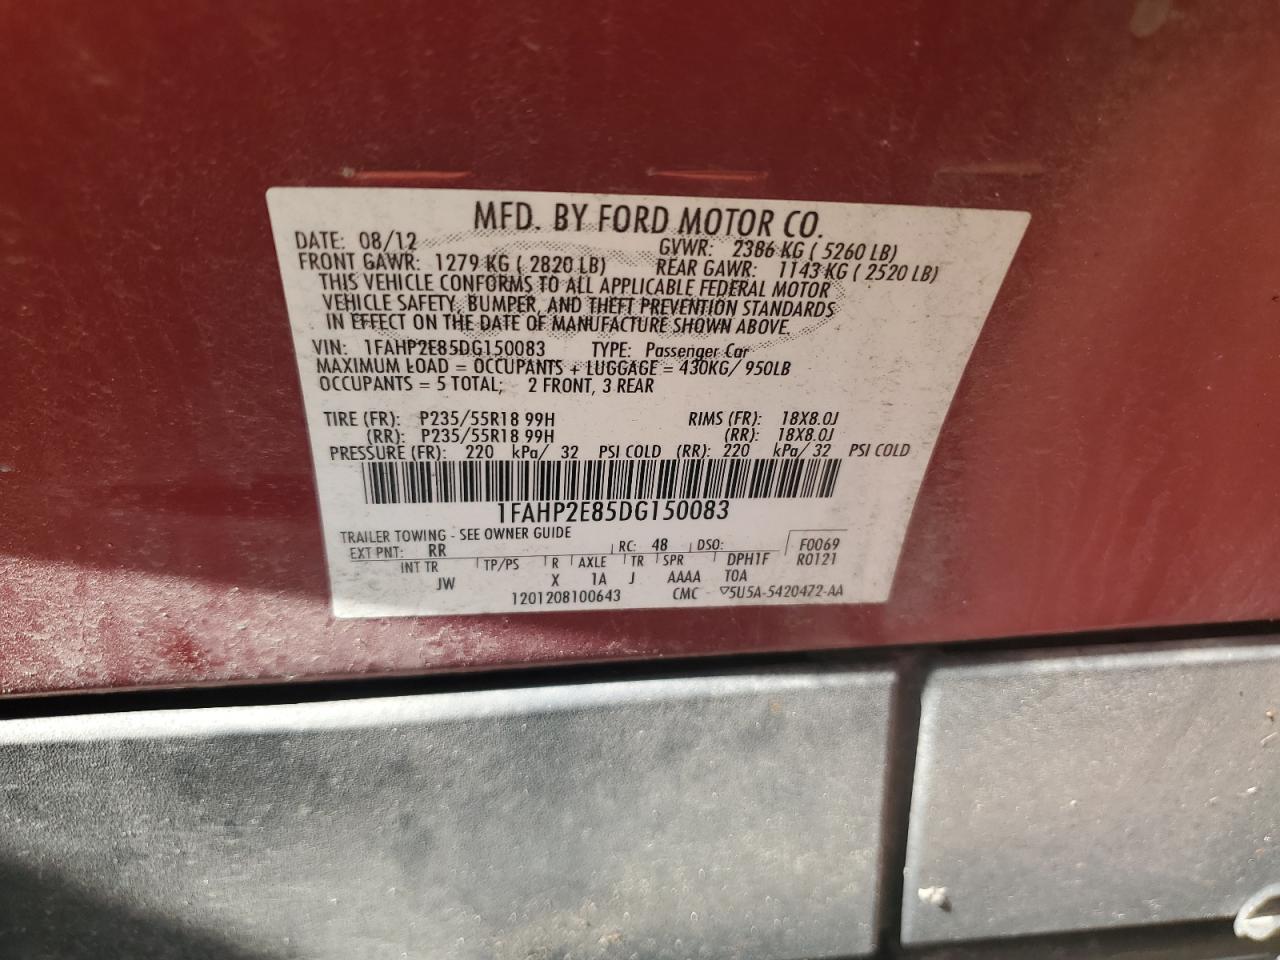 MFD. BY FORD MOTOR CO.
DATE: 08/12 GVWR: 2386 KG ( 5260 LB)
FRONT GAWR: 1279 KG ( 2820 LB) REAR GAWR: 1143 KG ( 2520 LB)
THIS VEHICLE CONFORMS TO ALL APPLICABLE FEDERAL MOTOR
VEHICLE SAFETY, BUMPER, AND THEFT PREVENTION STANDARDS
IN EFFECT ON THE DATE OF MANUFACTURE SHOWN ABOVE.
VIN: 1FAHP2E85DG150083 TYPE: Passenger Car
MAXIMUM LOAD = OCCUPANTS + LUGGAGE = 430KG/ 950LB
OCCUPANTS = 5 TOTAL; 2 FRONT, 3 REAR
TIRE (FR): P235/55R18 99H RIMS (FR): 18X8.0J
(RR): P235/55R18 99H (RR): 18X8.0J
PRESSURE (FR): 220 kPa/ 32 PSI COLD (RR): 220 kPa/ 32 PSI COLD
1FAHP2E85DG150083
TRAILER TOWING - SEE OWNER GUIDE
EXT PNT: RR RC: 48 DSO: F0069
INT TR TP/PS R AXLE TR SPR DPH1F R0121
JW X 1A J AAAA T0A
1201208100643 CMC ▽5U5A-5420472-AA